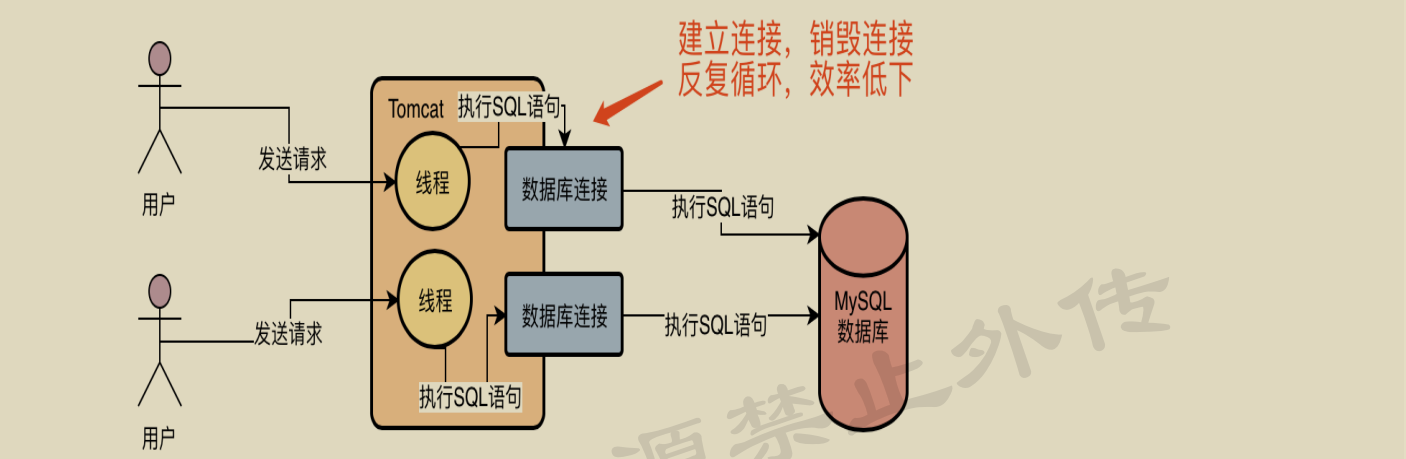 建立连接，销毁连接
反复循环，效率低下
Tomcat
执行SQL语句
发送请求
线程
数据库连接
执行SQL语句
用户
线程
数据库连接
MySQL
数据库
执行SQL语句
发送请求
执行SQL语句
用户
源禁止外传